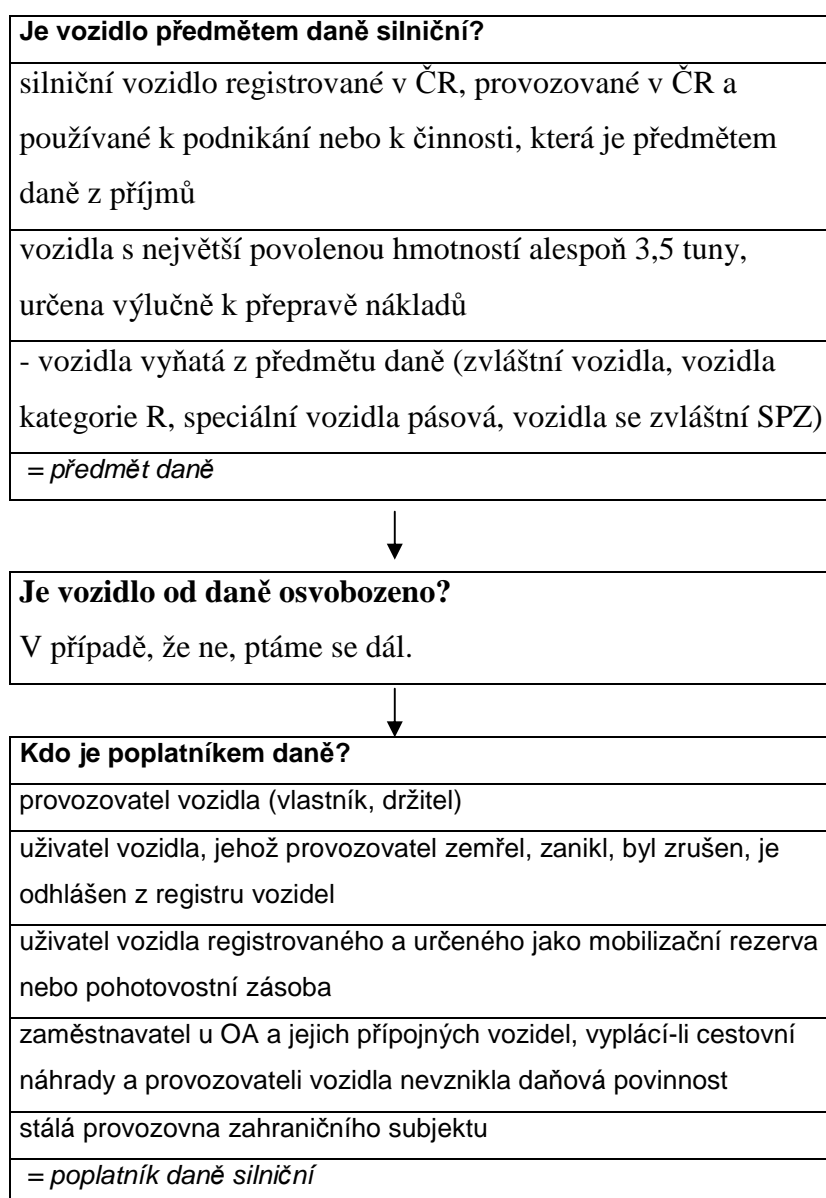 Je vozidlo předmětem daně silniční?
silniční vozidlo registrované v ČR, provozované v ČR a
používané k podnikání nebo k činnosti, která je předmětem
daně z příjmů
vozidla s největší povolenou hmotností alespoň 3,5 tuny,
určena výlučně k přepravě nákladů
- vozidla vyňatá z předmětu daně (zvláštní vozidla, vozidla
kategorie R, speciální vozidla pásová, vozidla se zvláštní SPZ)
= předmět daně
Je vozidlo od daně osvobozeno?
V případě, že ne, ptáme se dál.
Kdo je poplatníkem daně?
provozovatel vozidla (vlastník, držitel)
uživatel vozidla, jehož provozovatel zemřel, zanikl, byl zrušen, je
odhlášen z registru vozidel
uživatel vozidla registrovaného a určeného jako mobilizační rezerva
nebo pohotovostní zásoba
zaměstnavatel u OA a jejich přípojných vozidel, vyplácí-li cestovní
náhrady a provozovateli vozidla nevznikla daňová povinnost
stálá provozovna zahraničního subjektu
= poplatník daně silniční